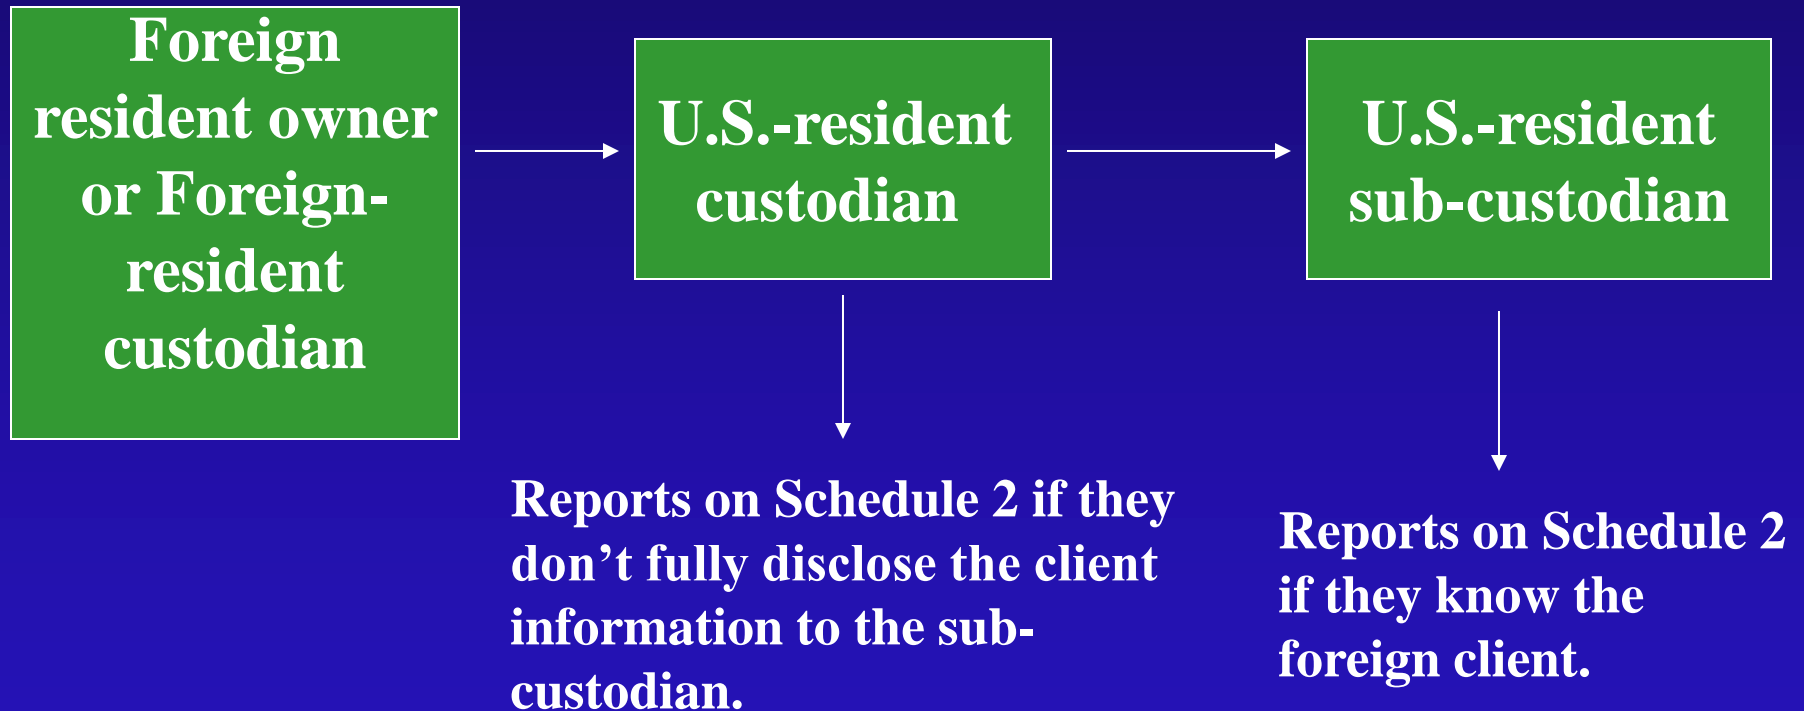 Foreign
resident owner
or Foreign-
resident
custodian
U.S.-resident
custodian
U.S.-resident
sub-custodian
Reports on Schedule 2 if they
don’t fully disclose the client
information to the sub-
custodian.
Reports on Schedule 2
if they know the
foreign client.